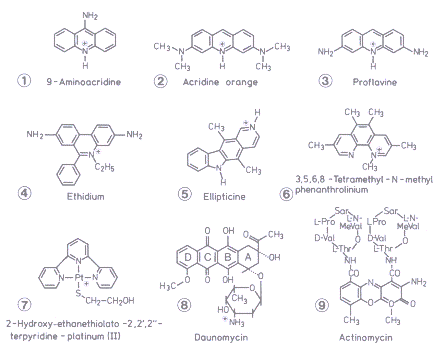 NH₂
N
+
H
① 9-Aminoacridine
CH₃ N CH₃
N
+
H
CH₃ N CH₃
② Acridine orange
NH₂ N NH₂
+
H
③ Proflavine
NH₂ NH₂
N
+
C₂H₅
④ Ethidium
CH₃
N
+
H
N
H
CH₃
⑤ Ellipticine
CH₃ CH₃
CH₃ CH₃
N N
+
CH₃
⑥ 3,5,6,8 - Tetramethyl - N - methyl
phenanthrolinium
N
N Pt N
+
S CH₂-CH₂OH
⑦
2-Hydroxy-ethanethiolato -2,2',2''-
terpyridine - platinum (II)
O OH O
CH₃
D C B A
OH
CH₃ O O OH O
CH₃ O
HO
NH₃
+
⑧ Daunomycin
Sar Sar
L-Pro L-N- L-Pro L-N-
MeVal MeVal
D-Val O D-Val O
L-Thr L-Thr
NH NH
CO CO
N NH₂
O O
CH₃ CH₃
⑨ Actinomycin